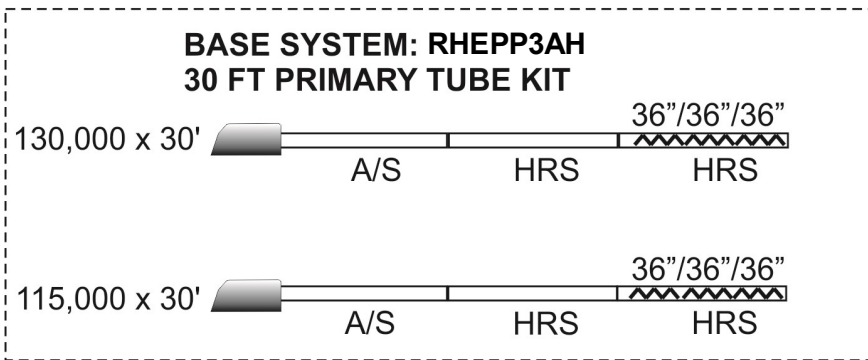 BASE SYSTEM: RHEPP3AH
30 FT PRIMARY TUBE KIT
36”/36”/36”
130,000 x 30'
A/S HRS HRS
36”/36”/36”
115,000 x 30'
A/S HRS HRS